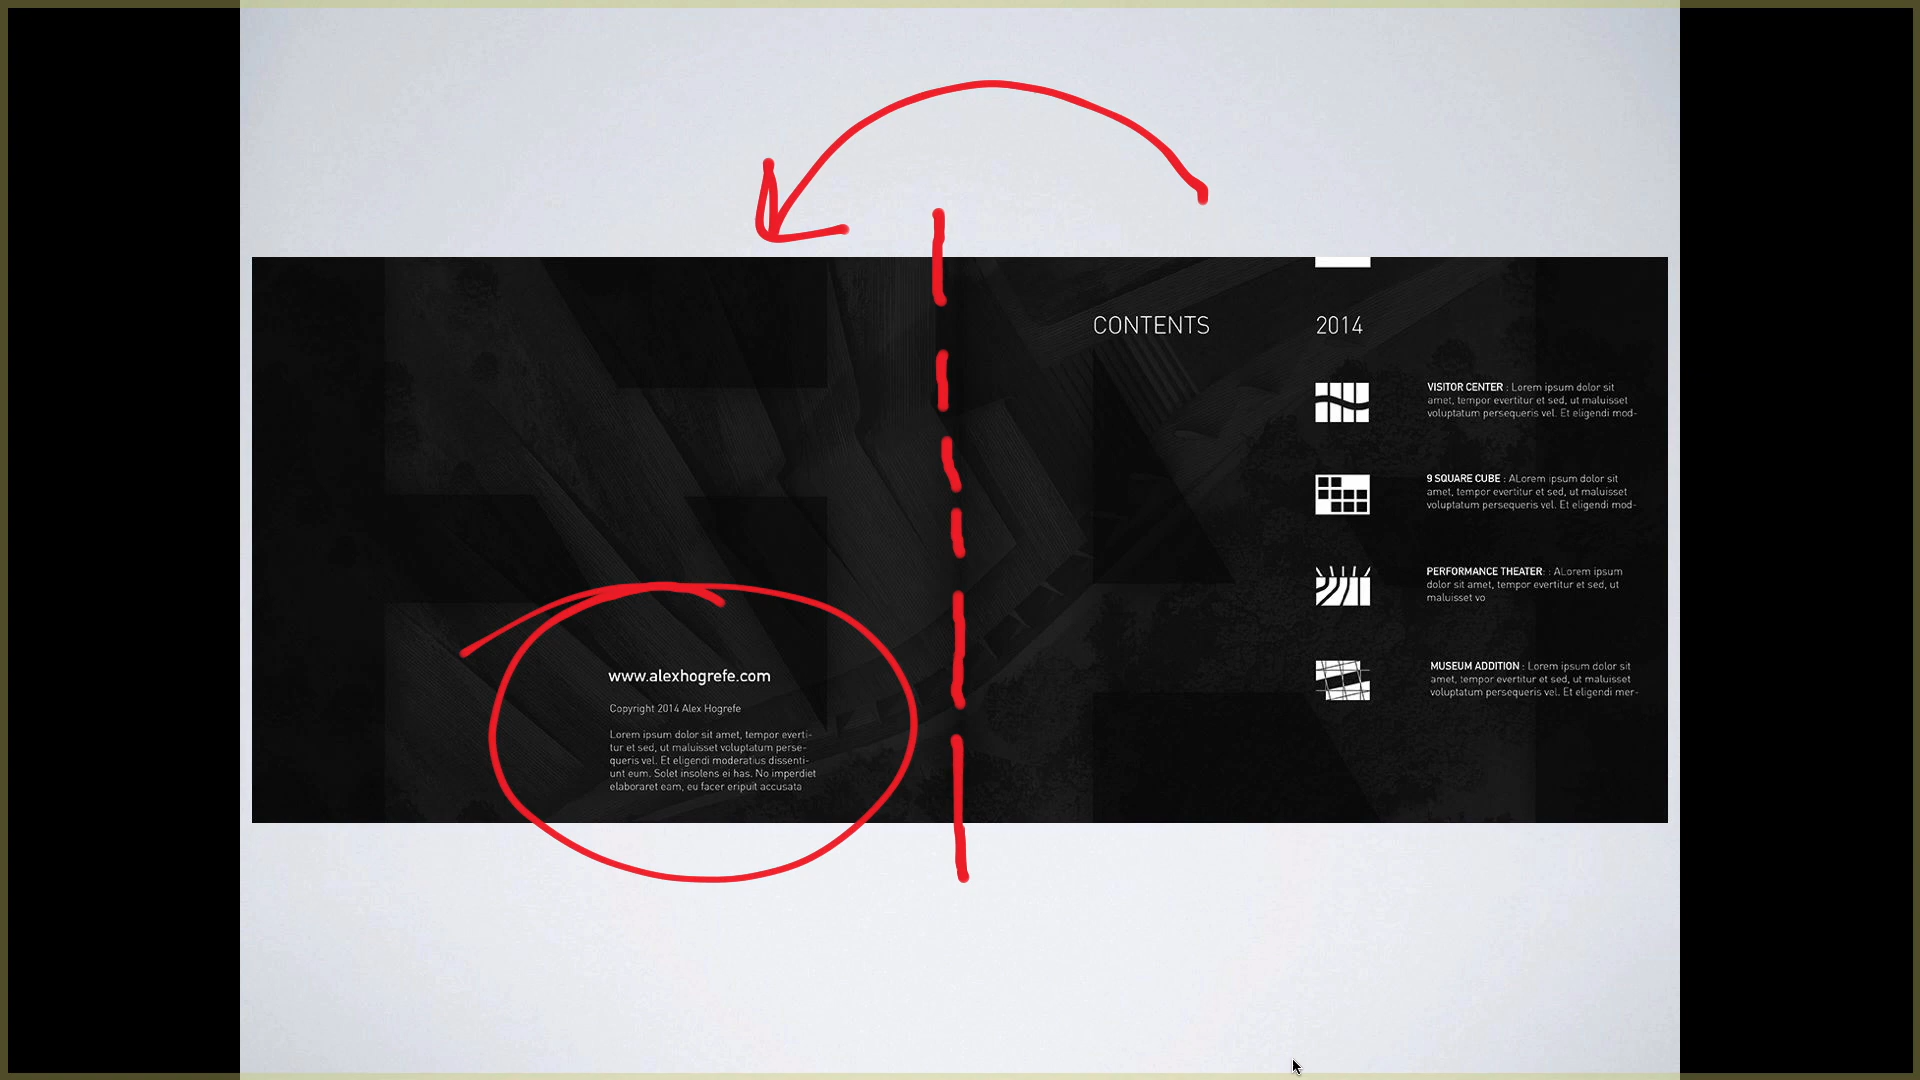 CONTENTS
2014
VISITOR CENTER : Lorem ipsum dolor sit
amet, tempor evertitur et sed, ut maluisset
voluptatum persequeris vel. Et eligendi mod-
9 SQUARE CUBE : ALorem ipsum dolor sit
amet, tempor evertitur et sed, ut maluisset
voluptatum persequeris vel. Et eligendi mod-
PERFORMANCE THEATER: : ALorem ipsum
dolor sit amet, tempor evertitur et sed, ut
maluisset vo
MUSEUM ADDITION : Lorem ipsum dolor sit
amet, tempor evertitur et sed, ut maluisset
voluptatum persequeris vel. Et eligendi mer-
www.alexhogrefe.com
Copyright 2014 Alex Hogrefe
Lorem ipsum dolor sit amet, tempor everti-
tur et sed, ut maluisset voluptatum perse-
queris vel. Et eligendi moderatius dissenti-
unt eum. Solet insolens ei has. No imperdiet
elaboraret eam, eu facer eripuit accusata